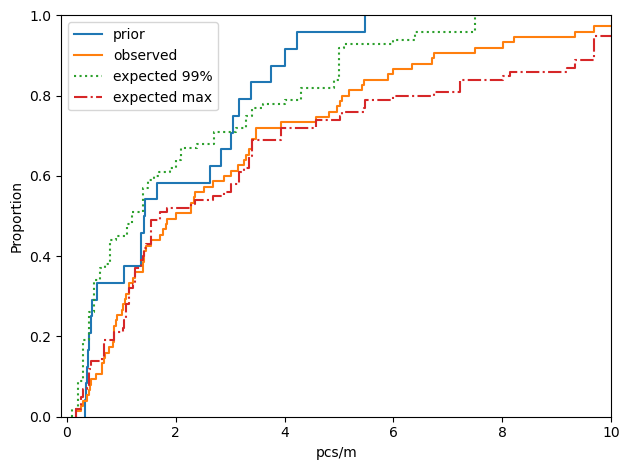 1.0
0.8
0.6
0.4
0.2
0.0
Proportion
prior
observed
expected 99%
expected max
0
2
4
6
8
10
pcs/m